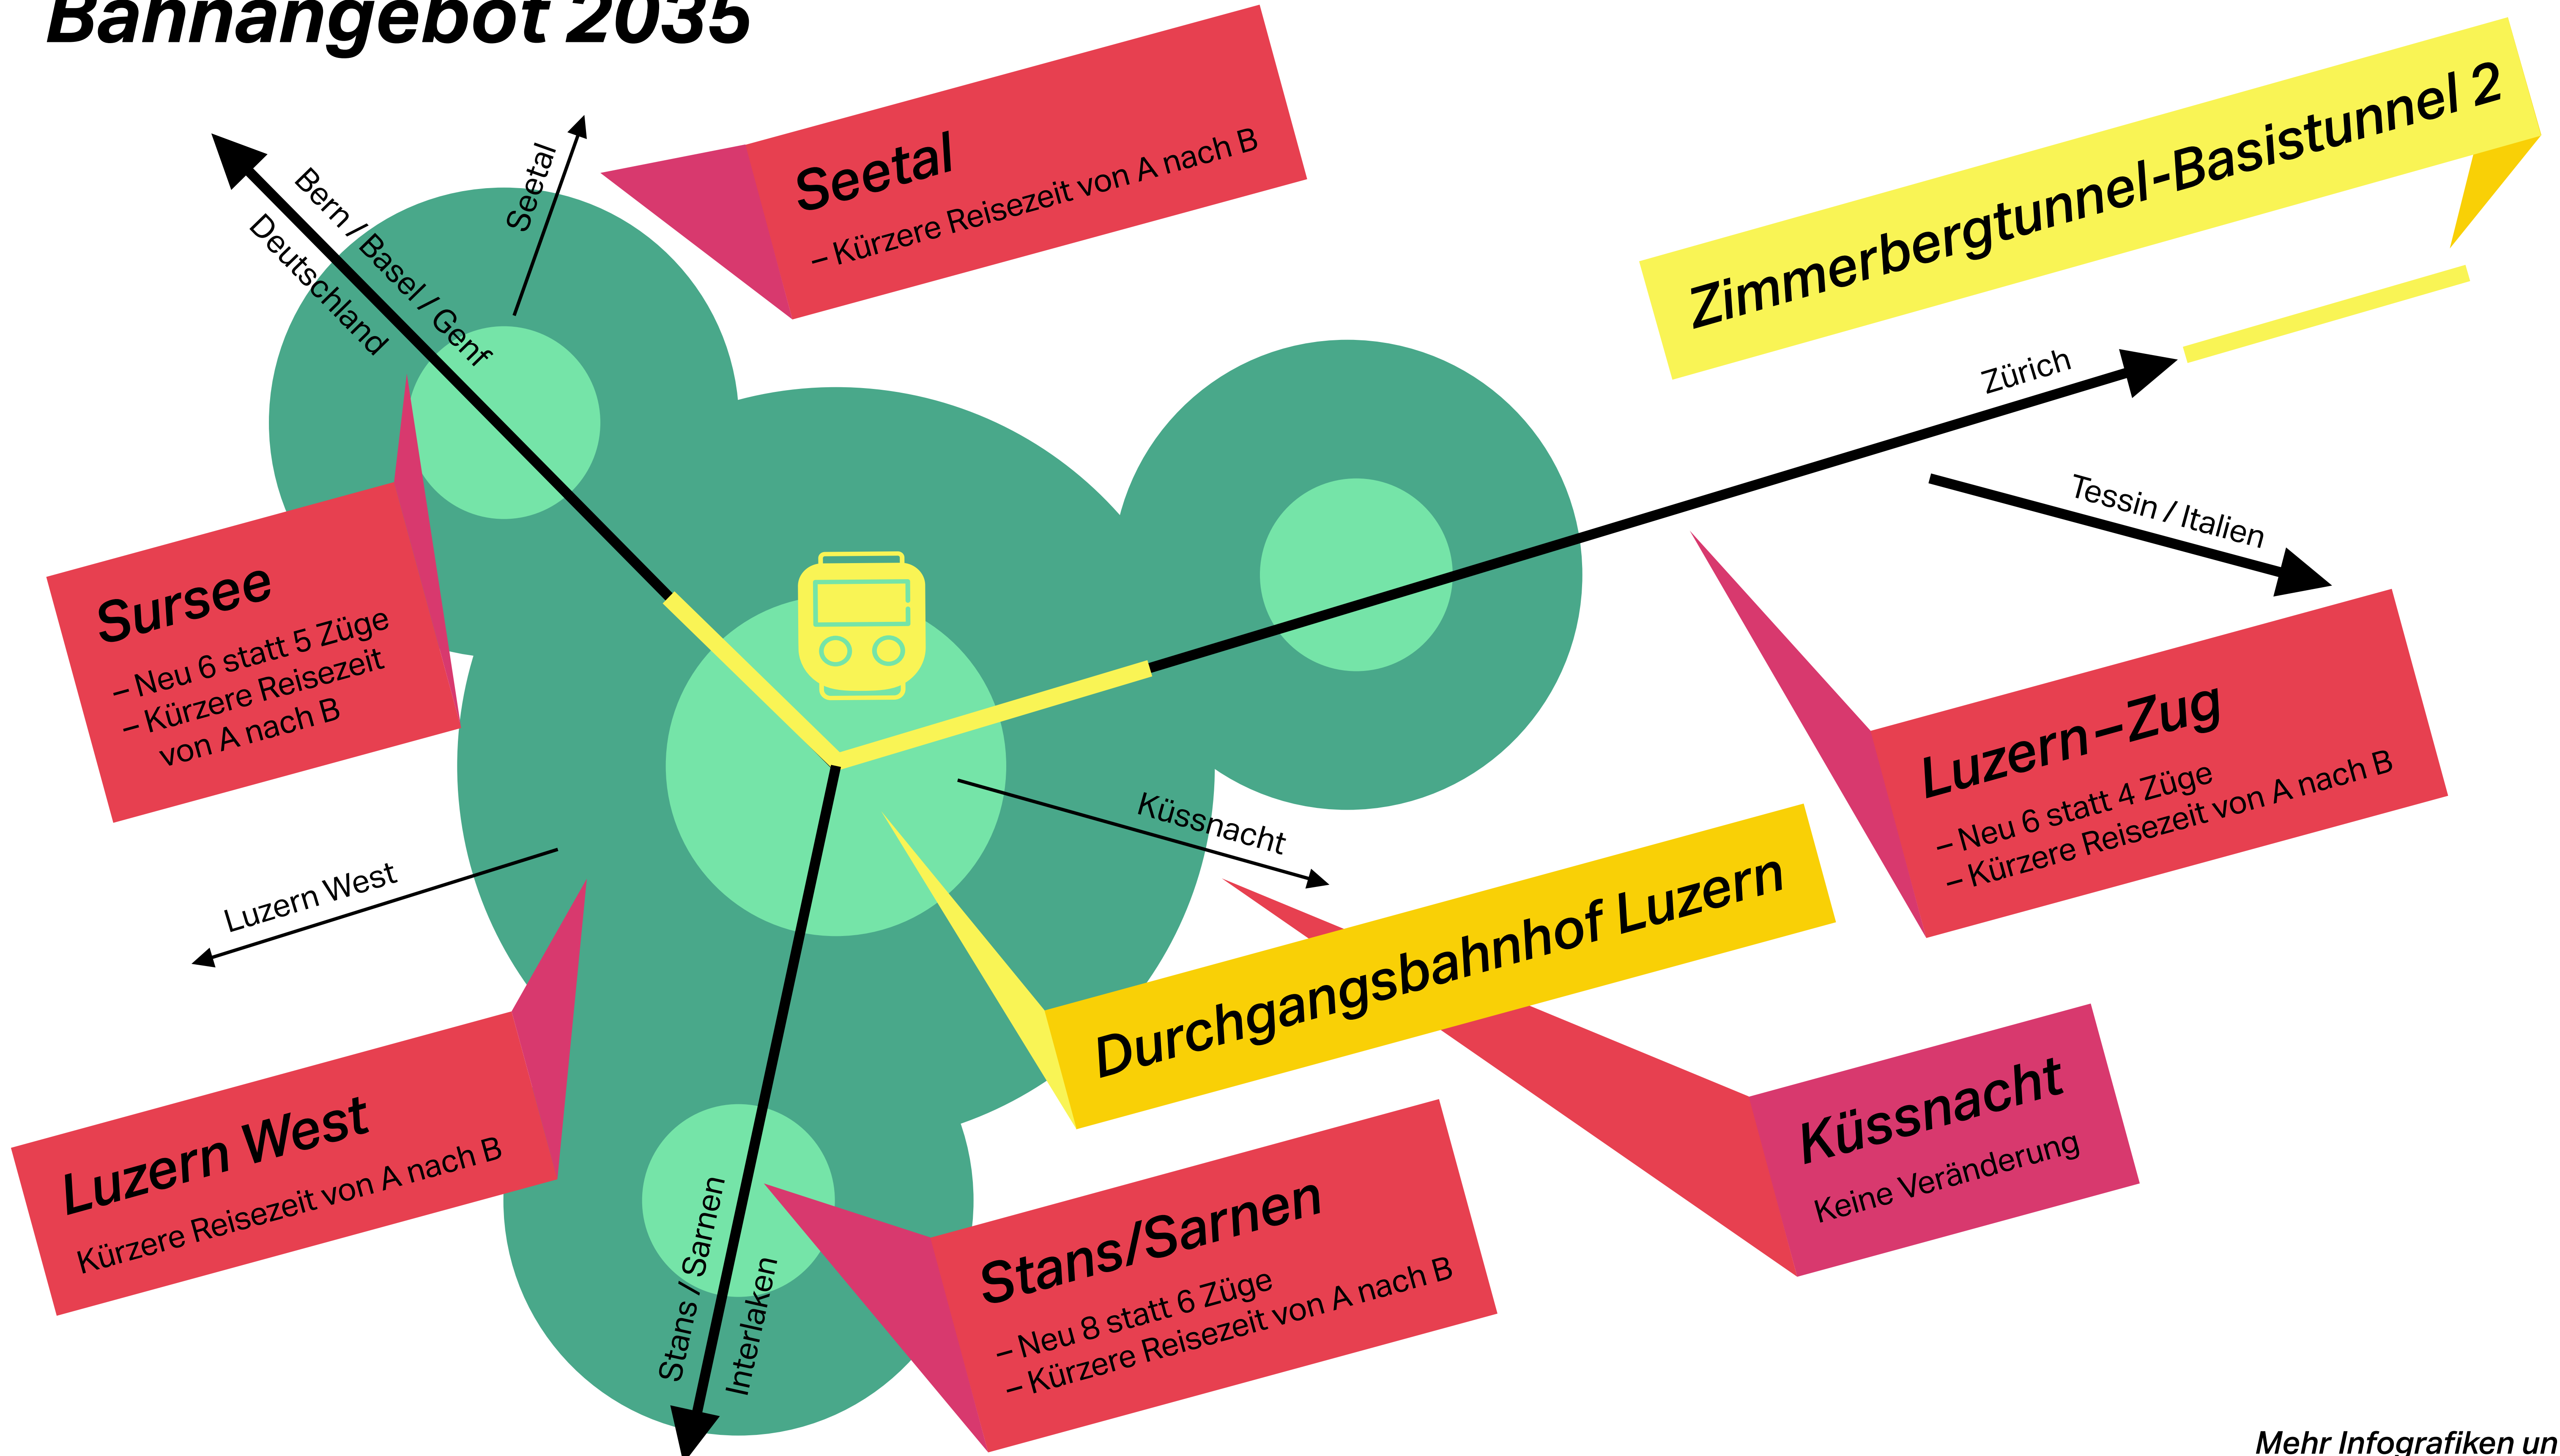 Bahnangebot 2035
Seetal
Seetal
– Kürzere Reisezeit von A nach B
Zimmerbergtunnel-Basistunnel 2
Bern / Basel / Genf
Deutschland
Zürich
Tessin / Italien
Sursee
– Neu 6 statt 5 Züge
– Kürzere Reisezeit
von A nach B
Luzern–Zug
– Neu 6 statt 4 Züge
– Kürzere Reisezeit von A nach B
Küssnacht
Luzern West
Durchgangsbahnhof Luzern
Luzern West
Kürzere Reisezeit von A nach B
Küssnacht
Keine Veränderung
Stans / Sarnen
Interlaken
Stans/Sarnen
– Neu 8 statt 6 Züge
– Kürzere Reisezeit von A nach B
Mehr Infografiken un